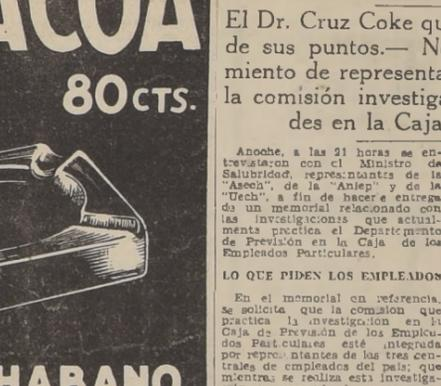 ACOA
80 CTS.
HABANO
El Dr. Cruz Coke qu
de sus puntos.— N
miento de representa
la comisión investiga
des en la Caja
Anoche, a las 21 horas se en-
trevistaron con el Ministro de
Salubridad, representantes de la
"Asech", de la "Aniep" y de la
"Uech", a fin de hacer e entrega
de un memorial relacionado con
las investigaciones que actual-
mente practica el Departamento
de Previsión en la Caja de los
Empleados Particulares.
LO QUE PIDEN LOS EMPLEADOS
En el memorial en referencia,
se solicita que la comisión que
practica la investigación en la
Caja de Previsión de los Emplea-
dos Particulares esté integrada
por representantes de las tres cen-
trales de empleados del país; que
mientras se realiza esta investiga-